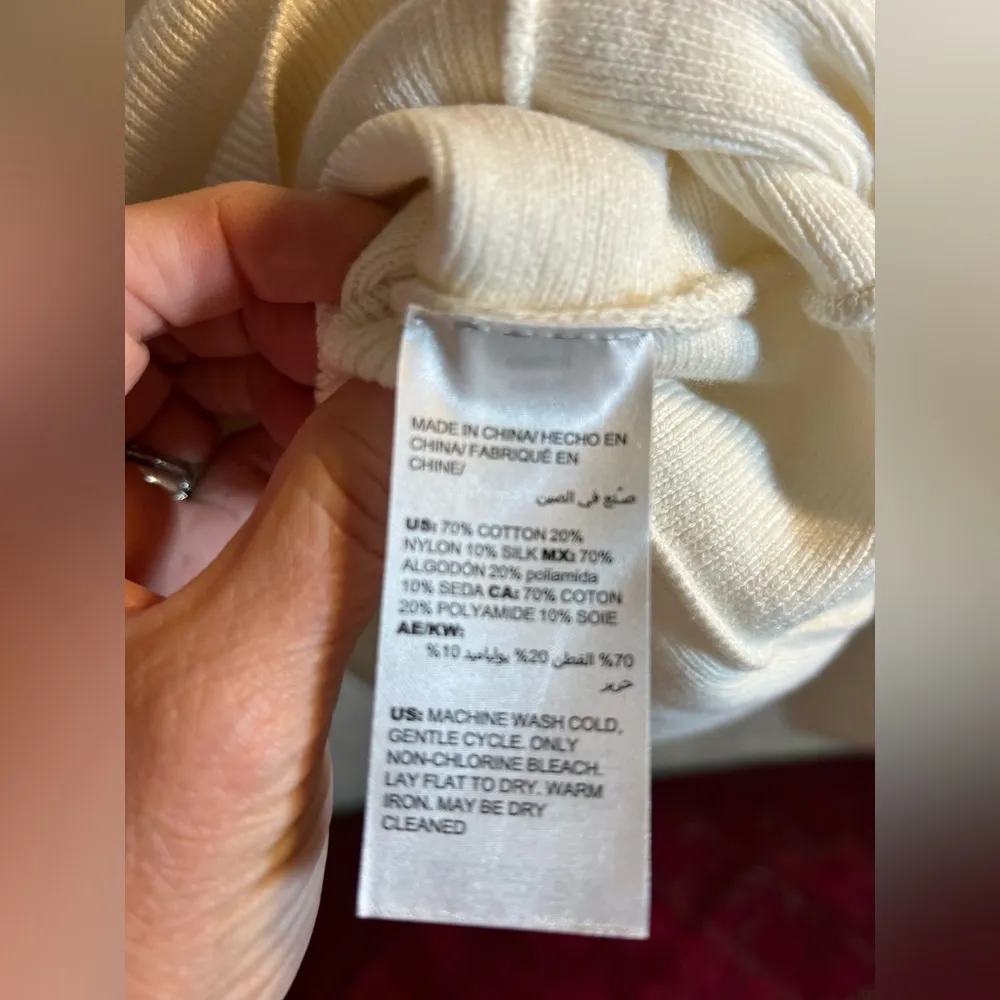 MADE IN CHINA/ HECHO EN
CHINA/ FABRIQUÉ EN
CHINE/
صنع في الصين
US: 70% COTTON 20%
NYLON 10% SILK MX: 70%
ALGODÓN 20% poliamida
10% SEDA CA: 70% COTON
20% POLYAMIDE 10% SOIE
AE/KW:
%70 القطن %20 بولياميد %10
حرير
US: MACHINE WASH COLD,
GENTLE CYCLE. ONLY
NON-CHLORINE BLEACH.
LAY FLAT TO DRY. WARM
IRON. MAY BE DRY
CLEANED